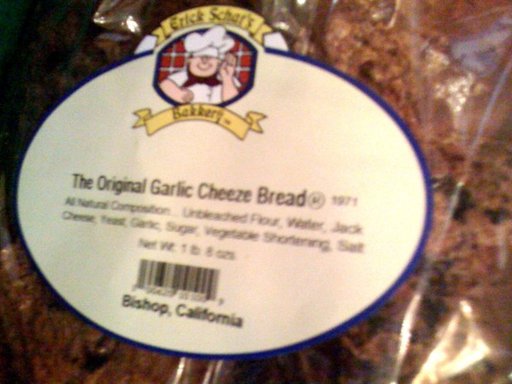 Erick Schat's
Bakkerÿ
The Original Garlic Cheeze Bread® 1971
All Natural Composition... Unbleached Flour, Water, Jack
Cheese, Yeast, Garlic, Sugar, Vegetable Shortening, Salt
Net Wt. 1 lb. 8 ozs.
Bishop, California